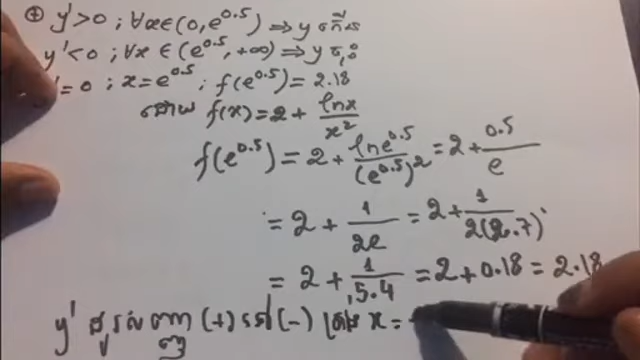 ⊕ y' > 0 ; ∀x ∈ (0, e^0.5) ⇒ y កើន
y' < 0 ; ∀x ∈ (e^0.5, +∞) ⇒ y ចុះ
y' = 0 ; x = e^0.5 ; f(e^0.5) = 2.18
ដោយ f(x) = 2 + lnx/x²
f(e^0.5) = 2 + lne^0.5/(e^0.5)² = 2 + 0.5/e
= 2 + 1/2e = 2 + 1/2(2.7)
= 2 + 1/5.4 = 2 + 0.18 = 2.18
y' ប្តូរសញ្ញា (+) ទៅ (-) ត្រង់ x =